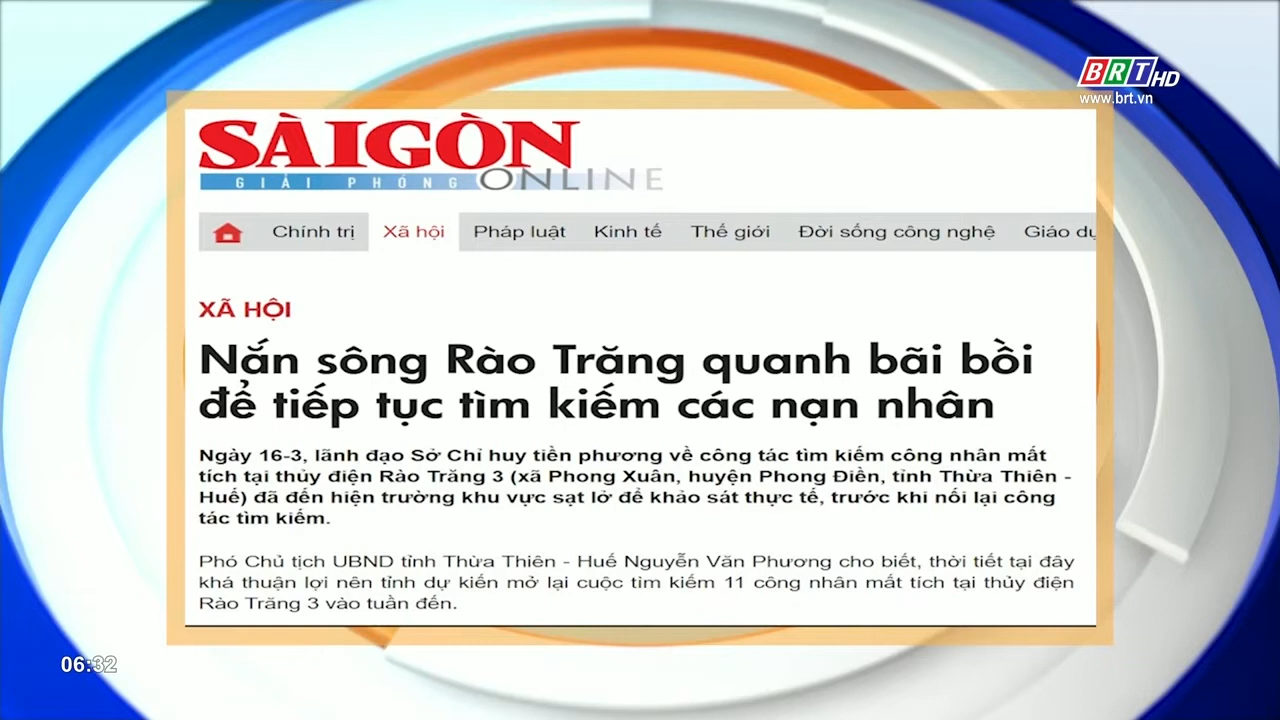 BRT HD
www.brt.vn
SÀI GÒN
GIẢI PHÓNG ONLINE
Chính trị Xã hội Pháp luật Kinh tế Thế giới Đời sống công nghệ Giáo dụ
XÃ HỘI
Nắn sông Rào Trăng quanh bãi bồi
để tiếp tục tìm kiếm các nạn nhân
Ngày 16-3, lãnh đạo Sở Chỉ huy tiền phương về công tác tìm kiếm công nhân mất
tích tại thủy điện Rào Trăng 3 (xã Phong Xuân, huyện Phong Điền, tỉnh Thừa Thiên -
Huế) đã đến hiện trường khu vực sạt lở để khảo sát thực tế, trước khi nối lại công
tác tìm kiếm.
Phó Chủ tịch UBND tỉnh Thừa Thiên - Huế Nguyễn Văn Phương cho biết, thời tiết tại đây
khá thuận lợi nên tỉnh dự kiến mở lại cuộc tìm kiếm 11 công nhân mất tích tại thủy điện
Rào Trăng 3 vào tuần đến.
06:32